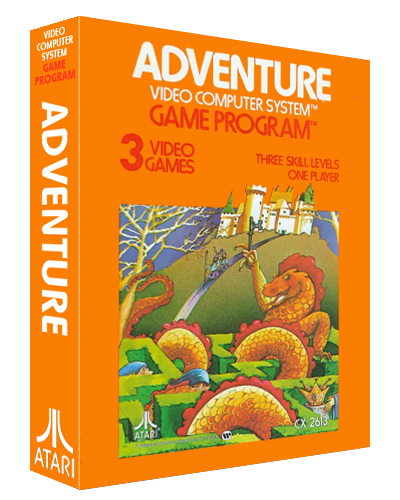 VIDEO
COMPUTER
SYSTEM
GAME
PROGRAM
ADVENTURE
ATARI
ADVENTURE
VIDEO COMPUTER SYSTEM™
GAME PROGRAM™
3 VIDEO
GAMES
THREE SKILL LEVELS
ONE PLAYER
ATARI
CX 2613